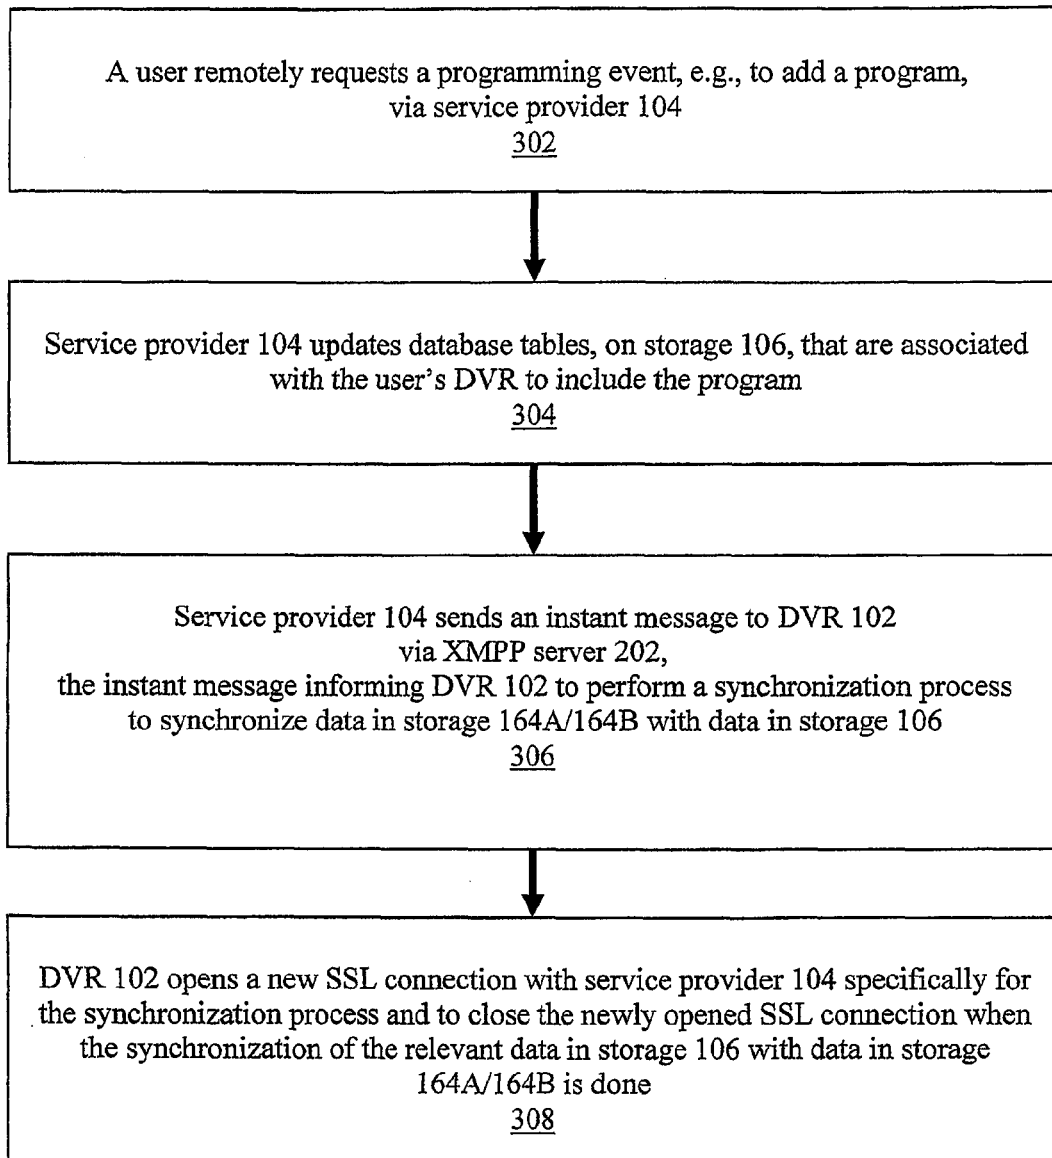 A user remotely requests a programming event, e.g., to add a program,
via service provider 104
302
Service provider 104 updates database tables, on storage 106, that are associated
with the user's DVR to include the program
304
Service provider 104 sends an instant message to DVR 102
via XMPP server 202,
the instant message informing DVR 102 to perform a synchronization process
to synchronize data in storage 164A/164B with data in storage 106
306
DVR 102 opens a new SSL connection with service provider 104 specifically for
the synchronization process and to close the newly opened SSL connection when
the synchronization of the relevant data in storage 106 with data in storage
164A/164B is done
308